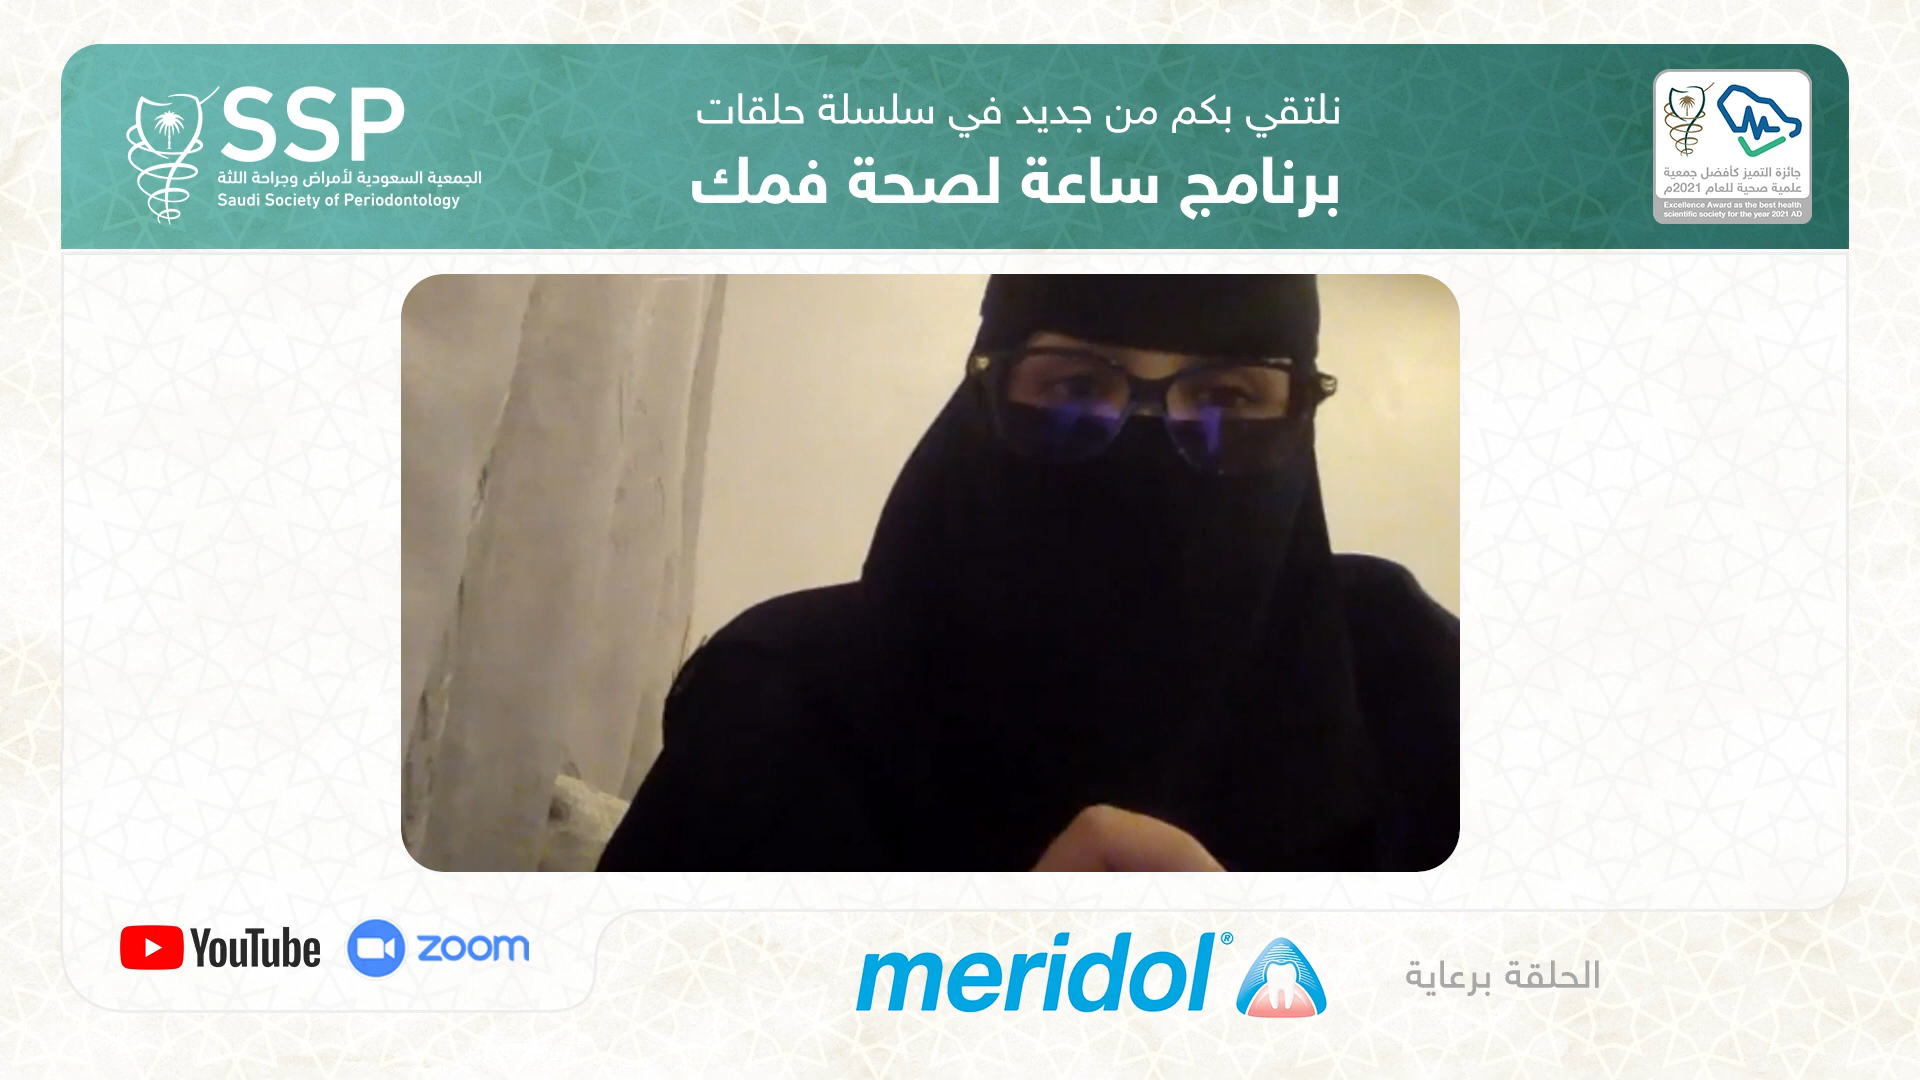 SSP
الجمعية السعودية لأمراض وجراحة اللثة
Saudi Society of Periodontology
نلتقي بكم من جديد في سلسلة حلقات
برنامج ساعة لصحة فمك
جائزة التميز كأفضل جمعية
علمية صحية للعام 2021م
Excellence Award as the best health
scientific society for the year 2021 AD
YouTube
zoom
meridol®
الحلقة برعاية